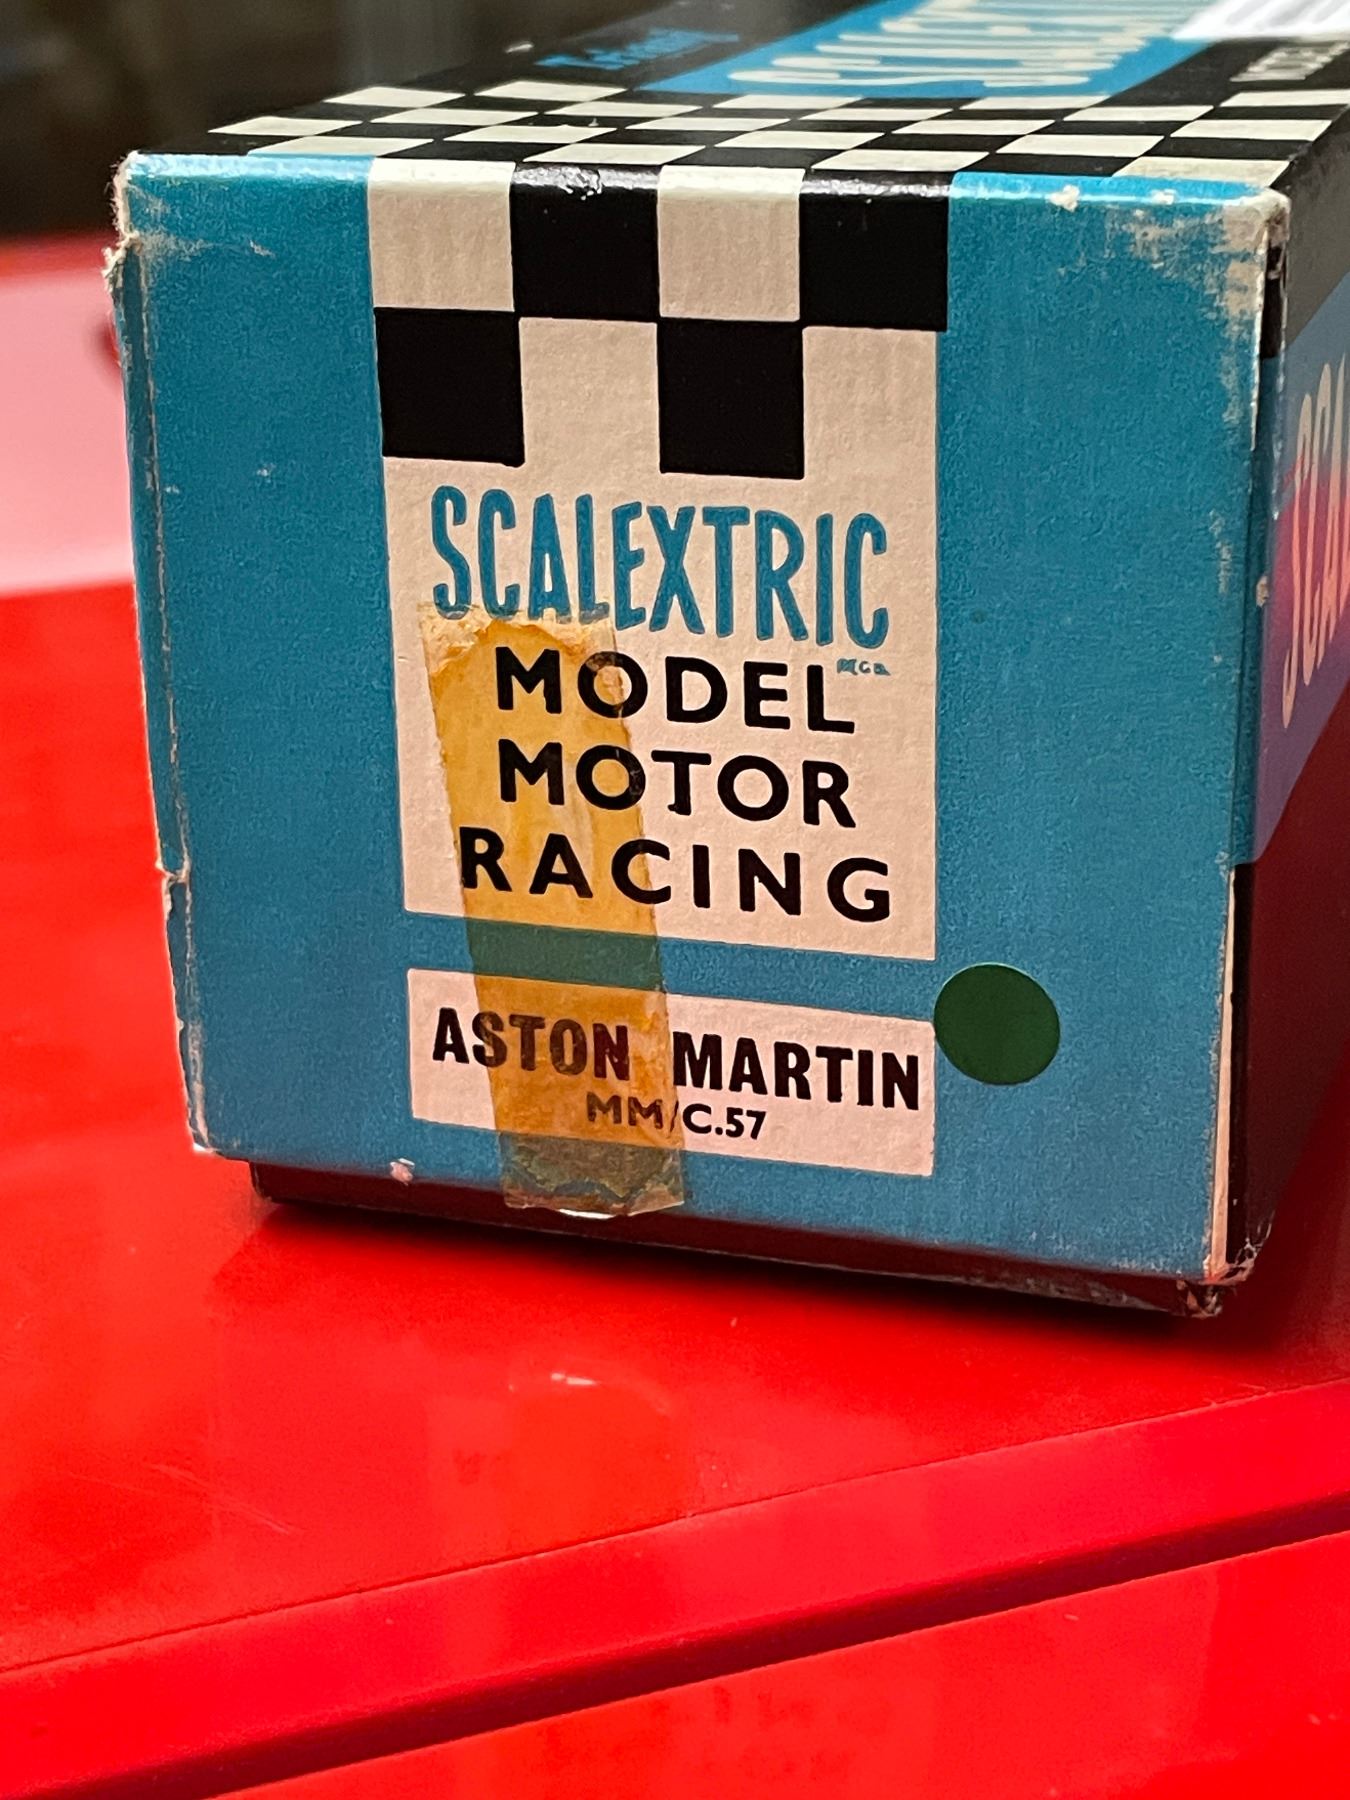 SCALEXTRIC
MODEL
MOTOR
RACING
ASTON MARTIN
MM/C.57